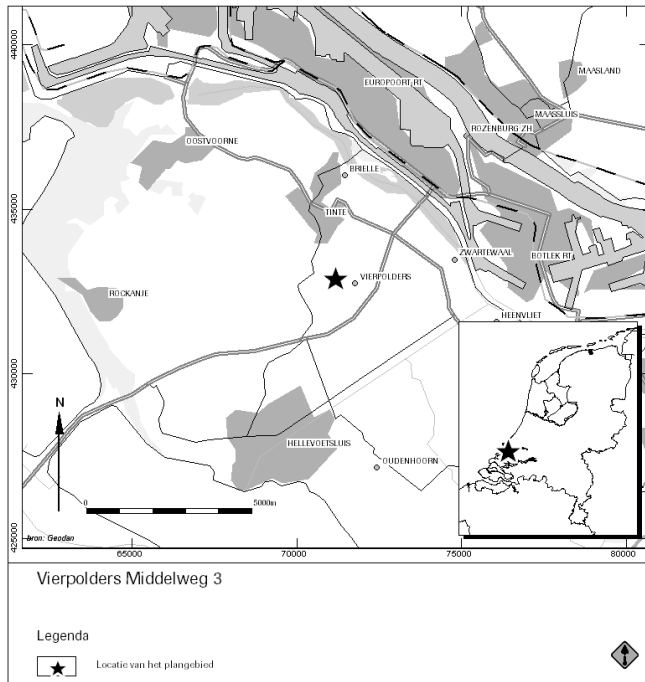 440000
MAASLAND
EUROPOORT RT
MAASSLUIS
ROZENBURG ZH
OOSTVOORNE
BRIELLE
435000
TINTE
ZWARTEWAAL
BOTLEK RT
VIERPOLDERS
ROCKANJE
HEENVLIET
430000
N
HELLEVOETSLUIS
OUDENHOORN
0 5000m
425000
bron: Geodan
65000 70000 75000 80000
Vierpolders Middelweg 3
Legenda
Locatie van het plangebied